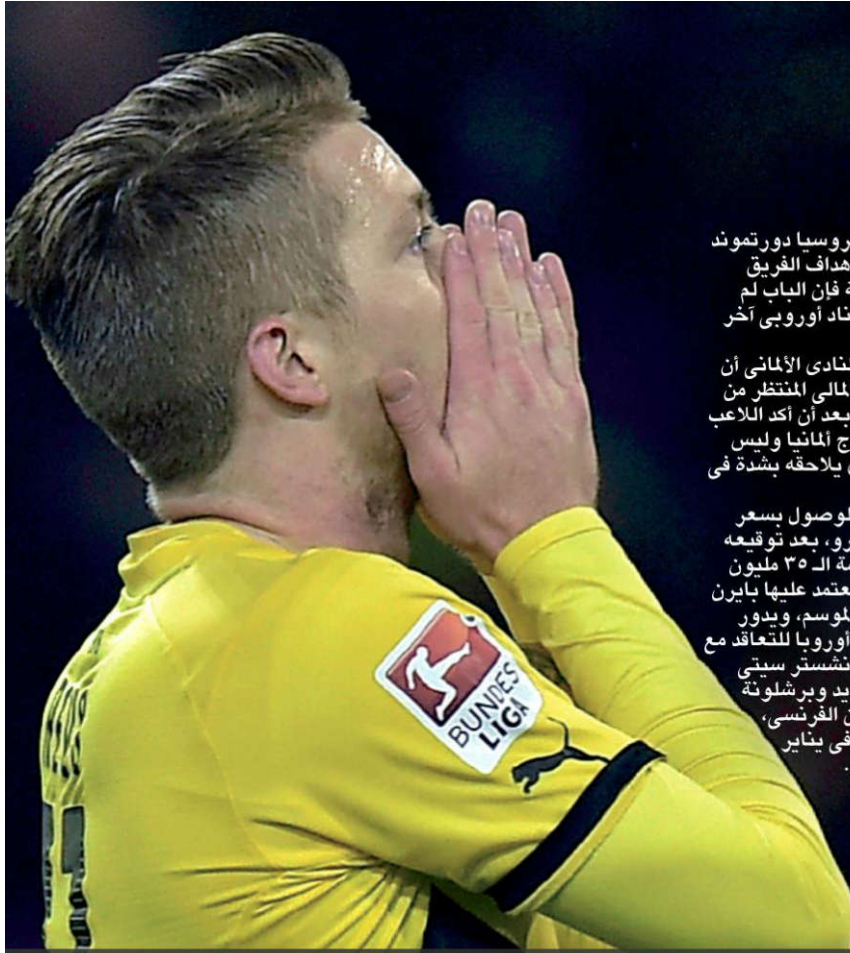 روسيا دورتموند
هداف الفريق
ة فإن الباب لم
ناد أوروبى آخر
لنادى الألمانى أن
لمالى المنتظر من
بعد أن أكد اللاعب
ج ألمانيا وليس
يلاحقه بشدة فى
لوصول بسعر
رو، بعد توقيعه
مة الـ ٣٥ مليون
عتمد عليها بايرن
لموسم، ويدور
أوروبا للتعاقد مع
نشستر سيتى
يد وبرشلونة
ن الفرنسى،
فى يناير
BUNDES
LIGA